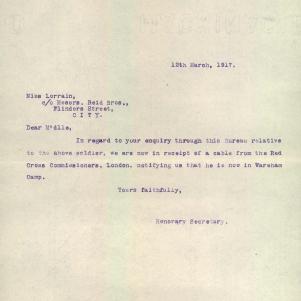 12th March, 1917.
Miss Lorrain,
c/o Messrs. Reid Bros.,
Flinders Street,
CITY.
Dear M'dlle,
In regard to your enquiry through this Bureau relative
to the above soldier, we are now in receipt of a cable from the Red
Cross Commissioners, London, notifying us that he is now in Wareham
Camp.
Yours faithfully,
Honorary Secretary.